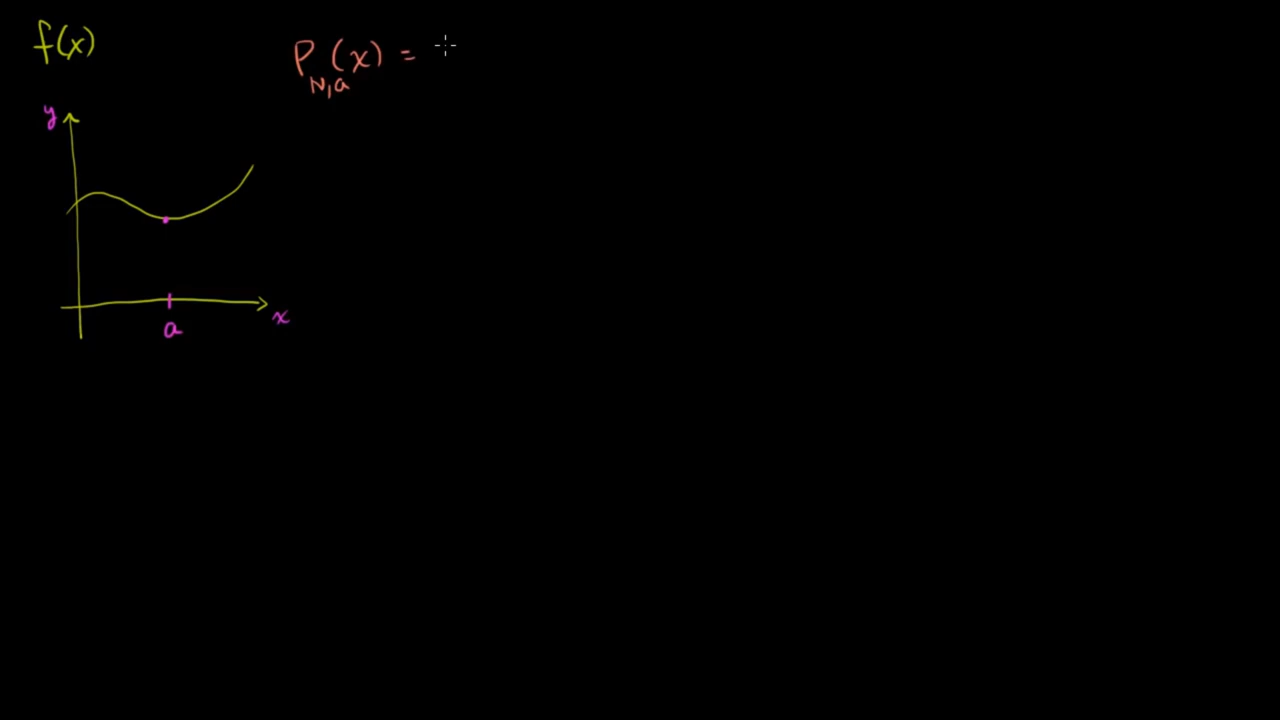 f(x)
P_{N,a}(x) =
y
a
x